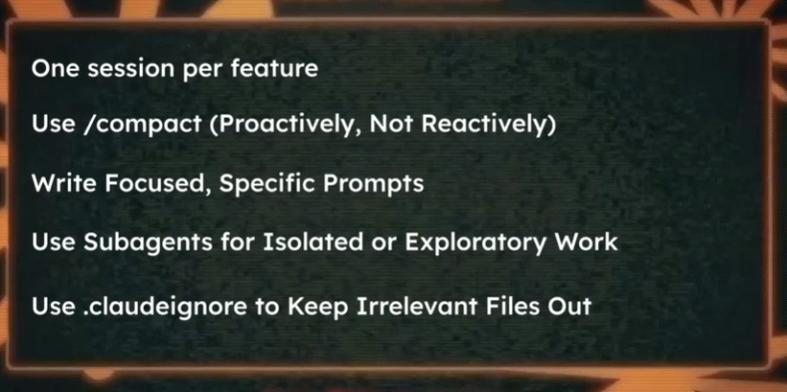 One session per feature
Use /compact (Proactively, Not Reactively)
Write Focused, Specific Prompts
Use Subagents for Isolated or Exploratory Work
Use .claudeignore to Keep Irrelevant Files Out